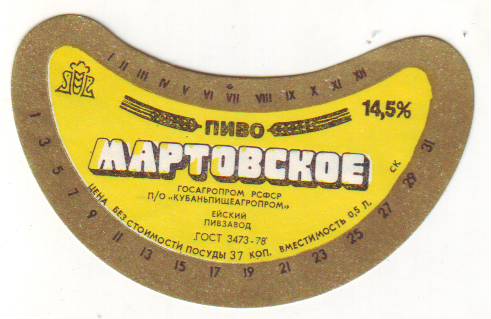 I II III IV V VI VII VIII IX X XI XII
ПИВО
14,5%
МАРТОВСКОЕ
ГОСАГРОПРОМ РСФСР
П/О "КУБАНЬПИЩЕАГРОПРОМ"
ЕЙСКИЙ
ПИВЗАВОД
ГОСТ 3473-78
СК
ЦЕНА БЕЗ СТОИМОСТИ ПОСУДЫ 37 КОП. ВМЕСТИМОСТЬ 0,5 Л.
1 3 5 7 9 11 13 15 17 19 21 23 25 27 29 31